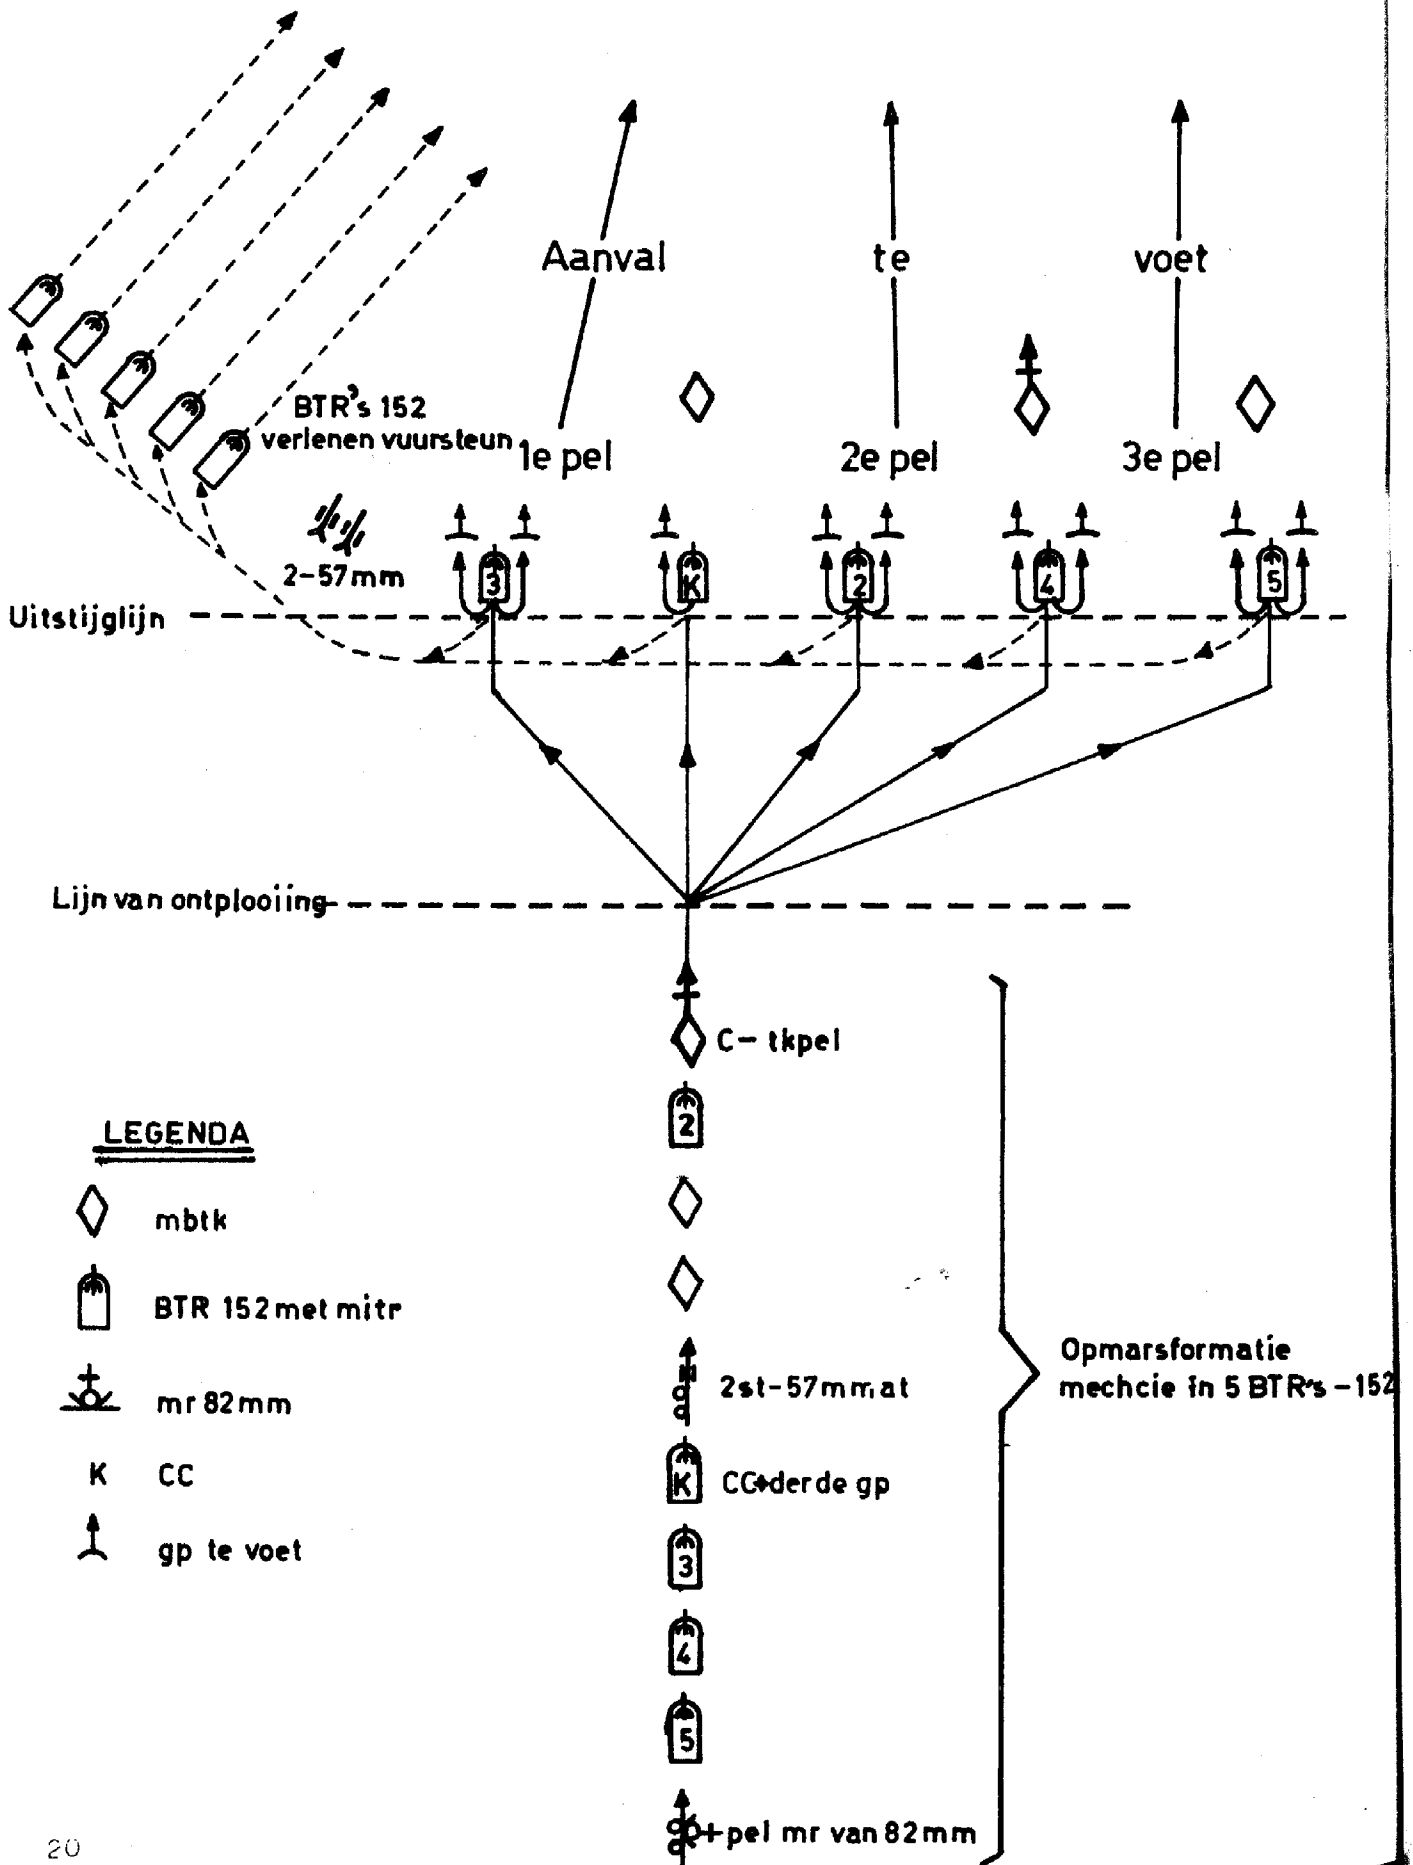 Aanval te voet
BTR's 152
verlenen vuursteun
1e pel 2e pel 3e pel
2-57mm
3 K 2 4 5
Uitstijglijn
Lijn van ontplooiing
C- tkpel
2
LEGENDA
mbtk
BTR 152 met mitr
mr 82mm
K CC
gp te voet
2st-57mm at
K CC+derde gp
3
4
5
+pel mr van 82mm
Opmarsformatie
mechcie in 5 BTR's -152
20